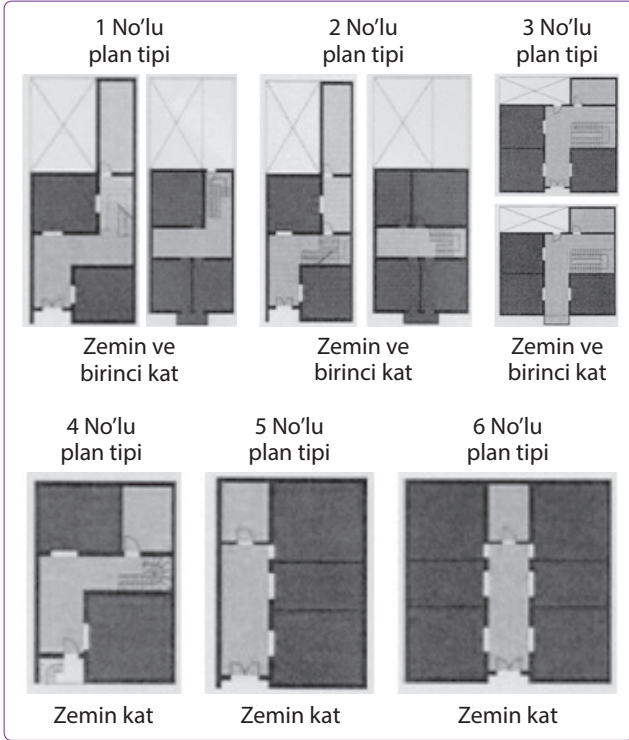 1 No’lu
plan tipi
2 No’lu
plan tipi
3 No’lu
plan tipi
Zemin ve
birinci kat
Zemin ve
birinci kat
Zemin ve
birinci kat
4 No’lu
plan tipi
5 No’lu
plan tipi
6 No’lu
plan tipi
Zemin kat
Zemin kat
Zemin kat